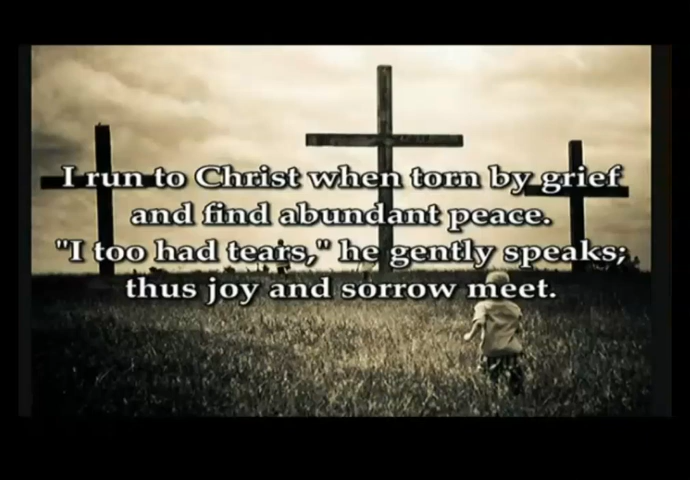 I run to Christ when torn by grief
and find abundant peace.
"I too had tears," he gently speaks;
thus joy and sorrow meet.